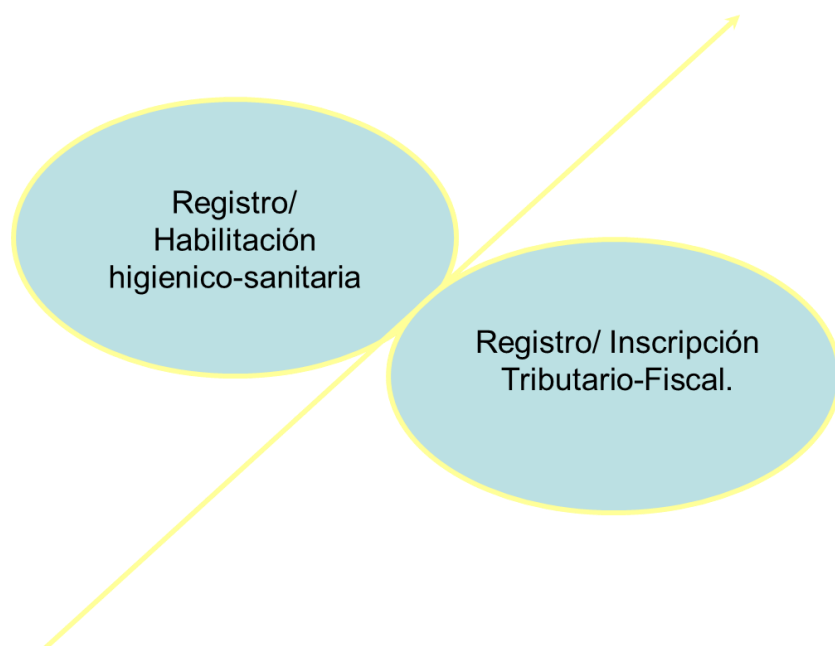 Registro/
Habilitación
higienico-sanitaria
Registro/ Inscripción
Tributario-Fiscal.